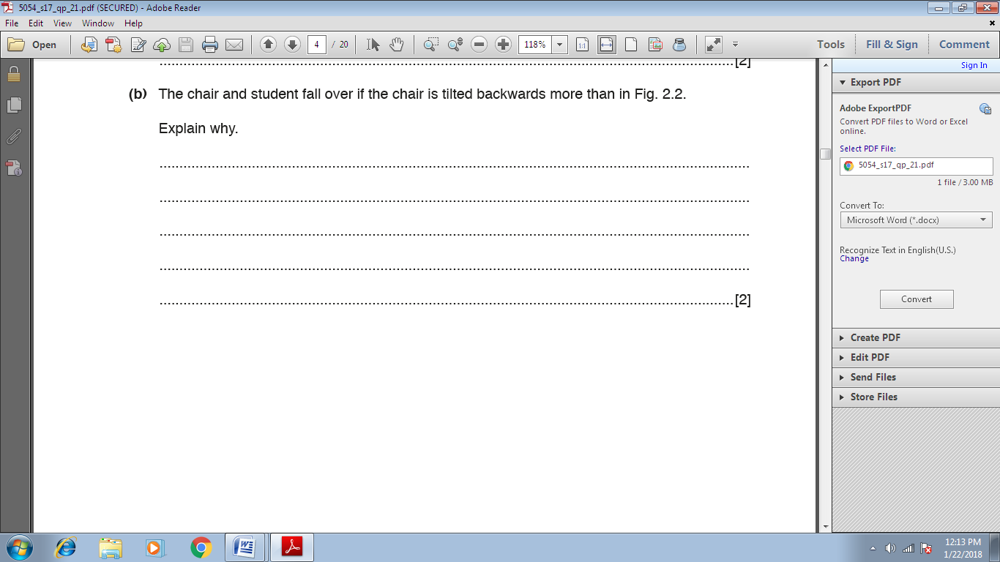 5054_s17_qp_21.pdf (SECURED) - Adobe Reader
File Edit View Window Help
Open 4 / 20 1:1 118% Tools Fill & Sign Comment
[2]
(b) The chair and student fall over if the chair is tilted backwards more than in Fig. 2.2.
Explain why.
..........
..........
..........
..........
..........[2]
Sign In
Export PDF
Adobe ExportPDF
Convert PDF files to Word or Excel
online.
Select PDF File:
5054_s17_qp_21.pdf
1 file / 3.00 MB
Convert To:
Microsoft Word (*.docx)
Recognize Text in English(U.S.)
Change
Convert
Create PDF
Edit PDF
Send Files
Store Files
12:13 PM
1/22/2018